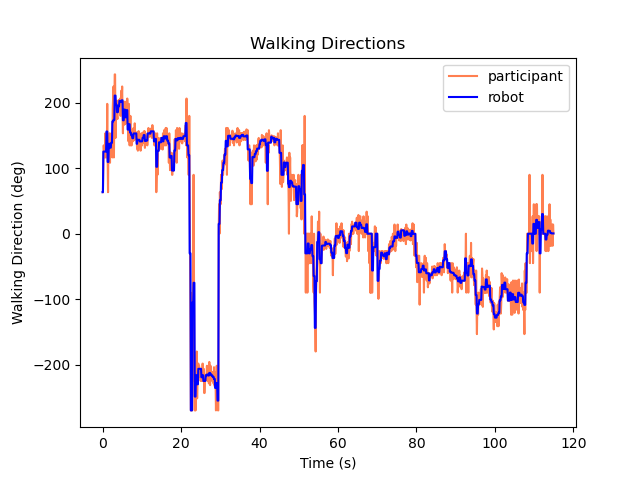 Walking Directions
participant
robot
Walking Direction (deg)
200
100
0
−100
−200
0 20 40 60 80 100 120
Time (s)